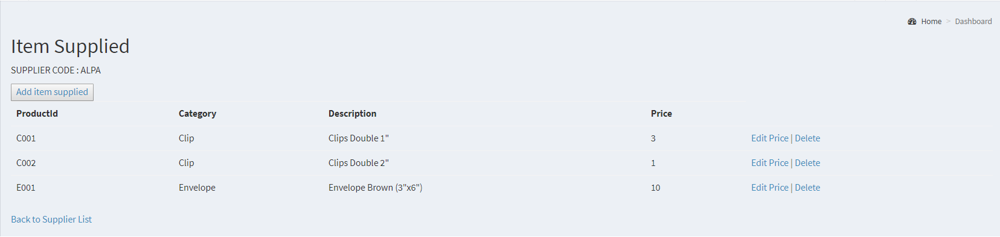 Home > Dashboard
Item Supplied
SUPPLIER CODE : ALPA
Add item supplied
ProductId Category Description Price
C001 Clip Clips Double 1" 3 Edit Price | Delete
C002 Clip Clips Double 2" 1 Edit Price | Delete
E001 Envelope Envelope Brown (3"x6") 10 Edit Price | Delete
Back to Supplier List